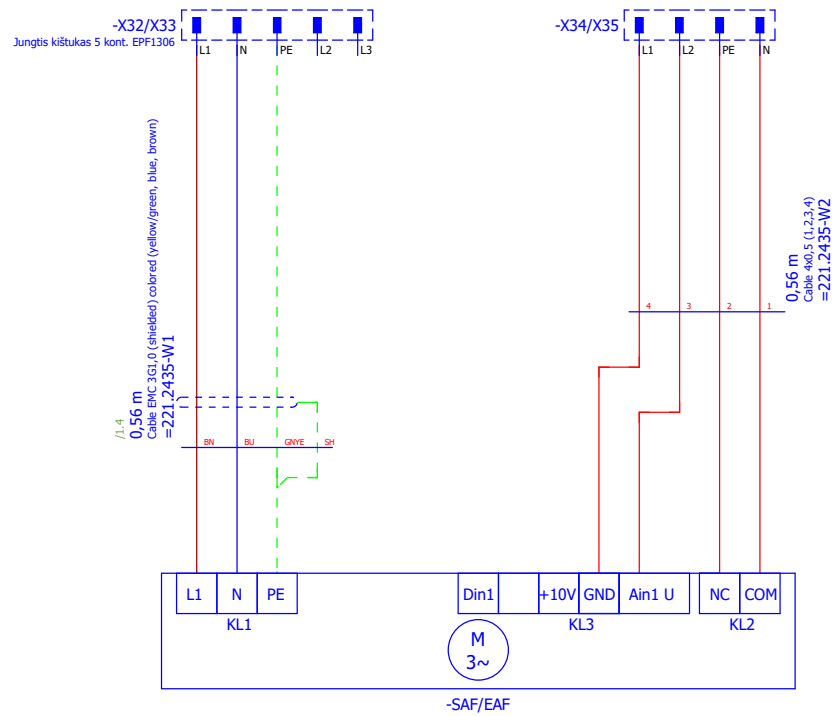 -X32/X33
Jungtis kištukas 5 kont. EPF1306
L1 N PE L2 L3
-X34/X35
L1 L2 PE N
/1.4
0,56 m
Cable EMC 3G1,0 (shielded) colored (yellow/green, blue, brown)
=221.2435-W1
BN BU GNYE SH
0,56 m
Cable 4x0,5 (1,2,3,4)
=221.2435-W2
4 3 2 1
L1 N PE
KL1
Din1 +10V GND Ain1 U
KL3
NC COM
KL2
M
3~
-SAF/EAF